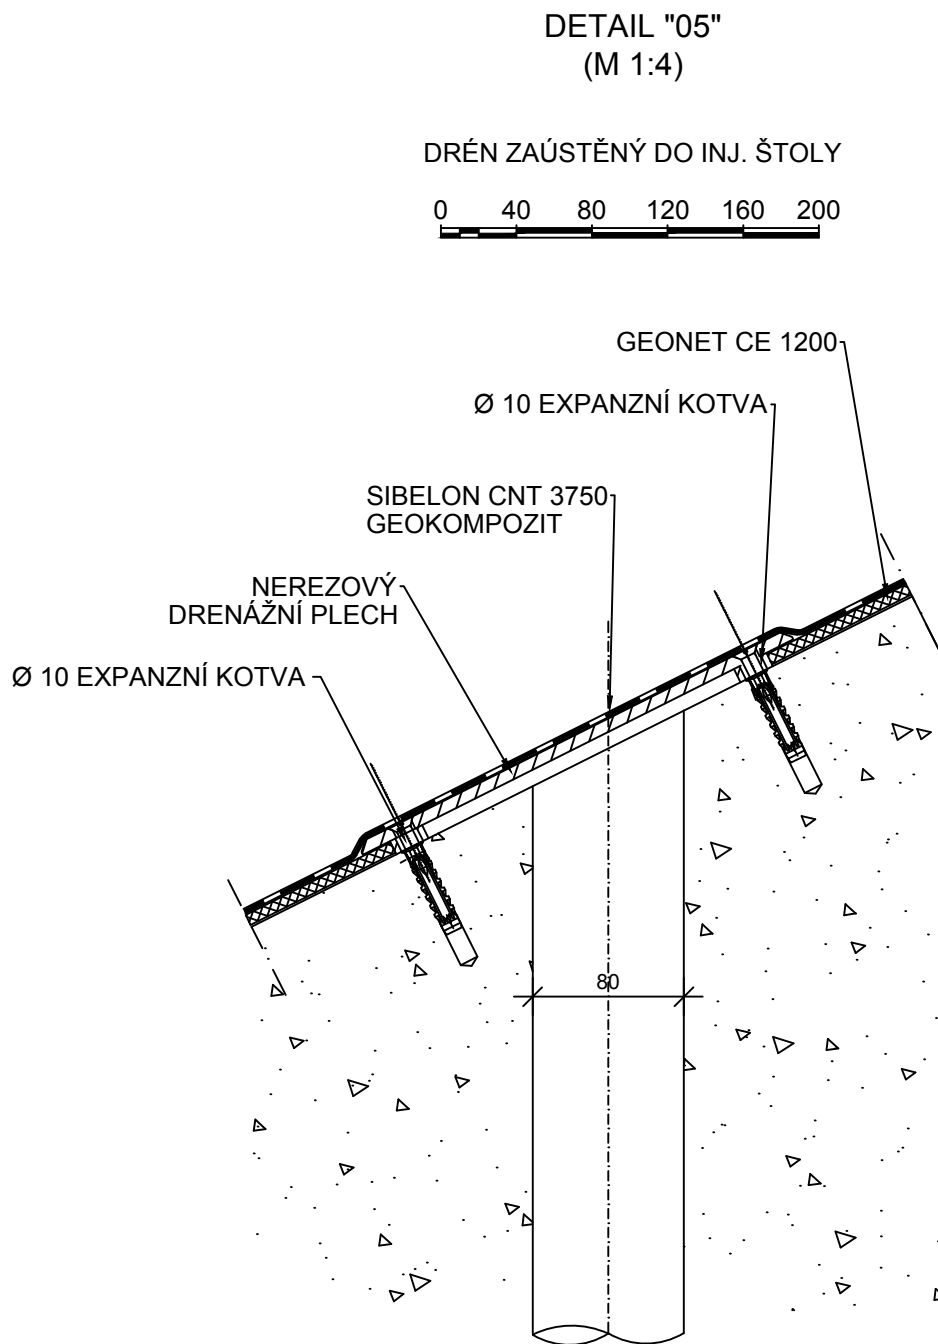 DETAIL "05"
(M 1:4)
DRÉN ZAÚSTĚNÝ DO INJ. ŠTOLY
0 40 80 120 160 200
GEONET CE 1200
Ø 10 EXPANZNÍ KOTVA
SIBELON CNT 3750
GEOKOMPOZIT
NEREZOVÝ
DRENÁŽNÍ PLECH
Ø 10 EXPANZNÍ KOTVA
80